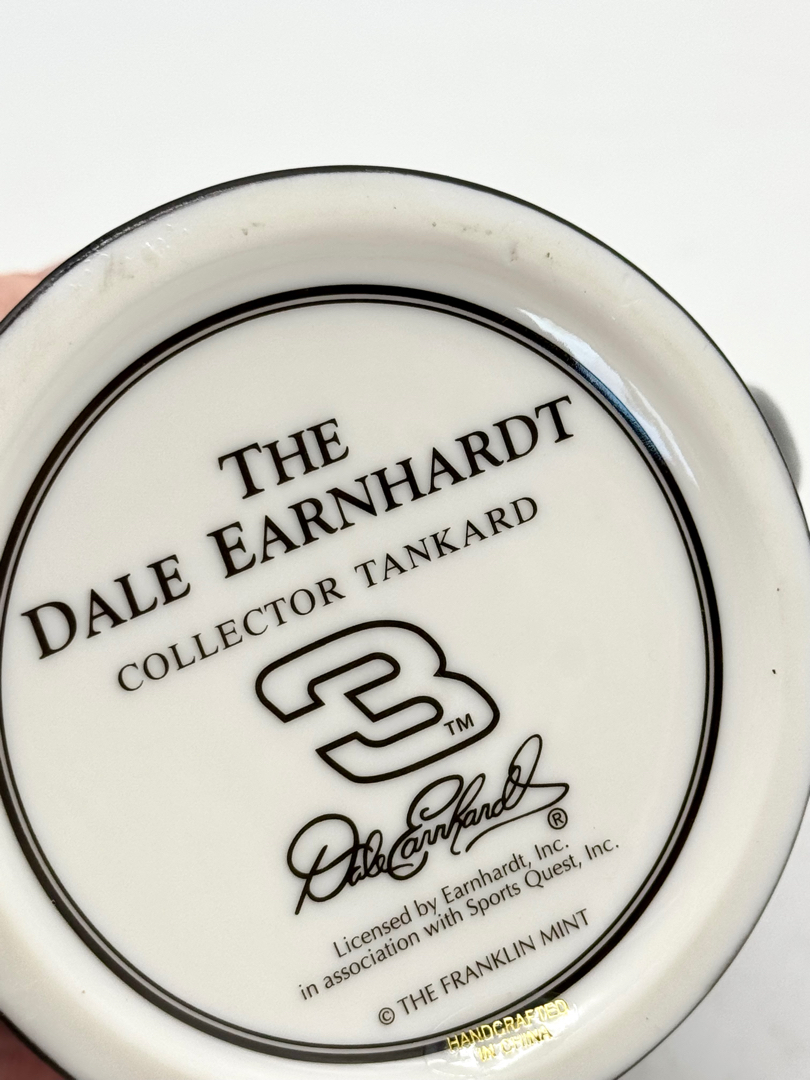 THE
DALE EARNHARDT
COLLECTOR TANKARD
3 TM
Dale Earnhardt ®
Licensed by Earnhardt, Inc.
in association with Sports Quest, Inc.
© THE FRANKLIN MINT
HANDCRAFTED
IN CHINA